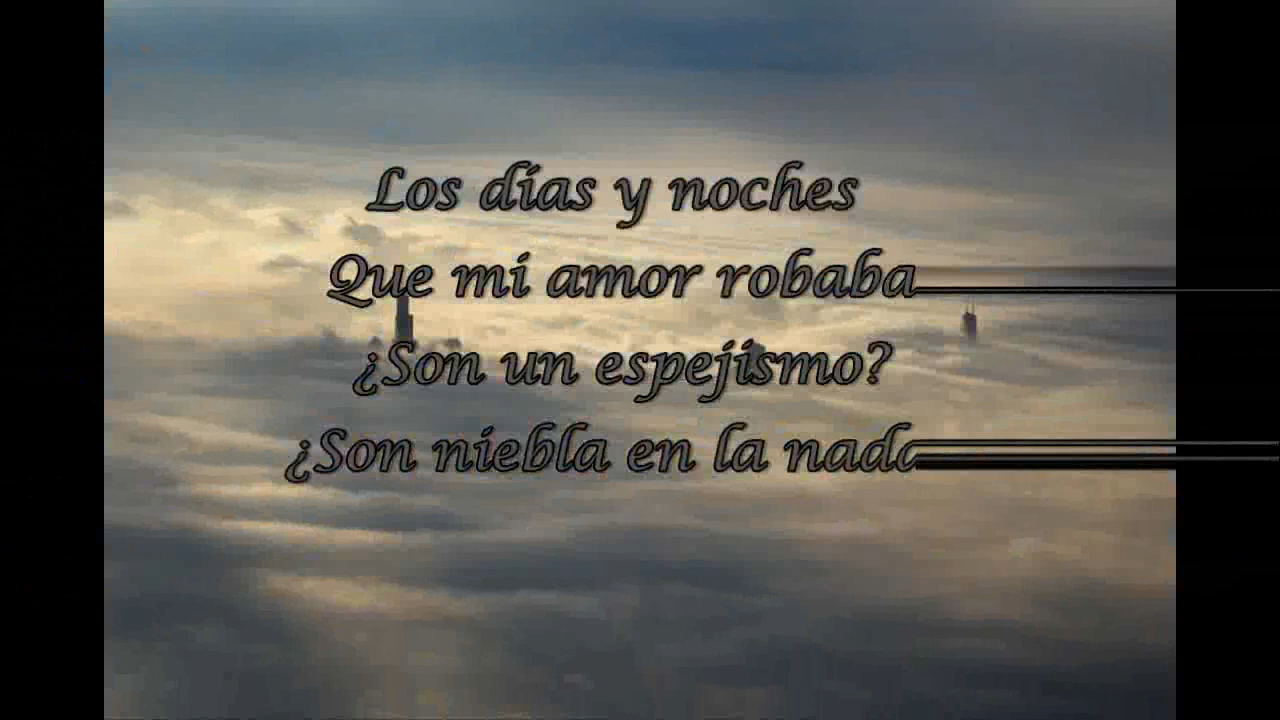 Los días y noches
Que mi amor robaba
¿Son un espejismo?
¿Son niebla en la nada